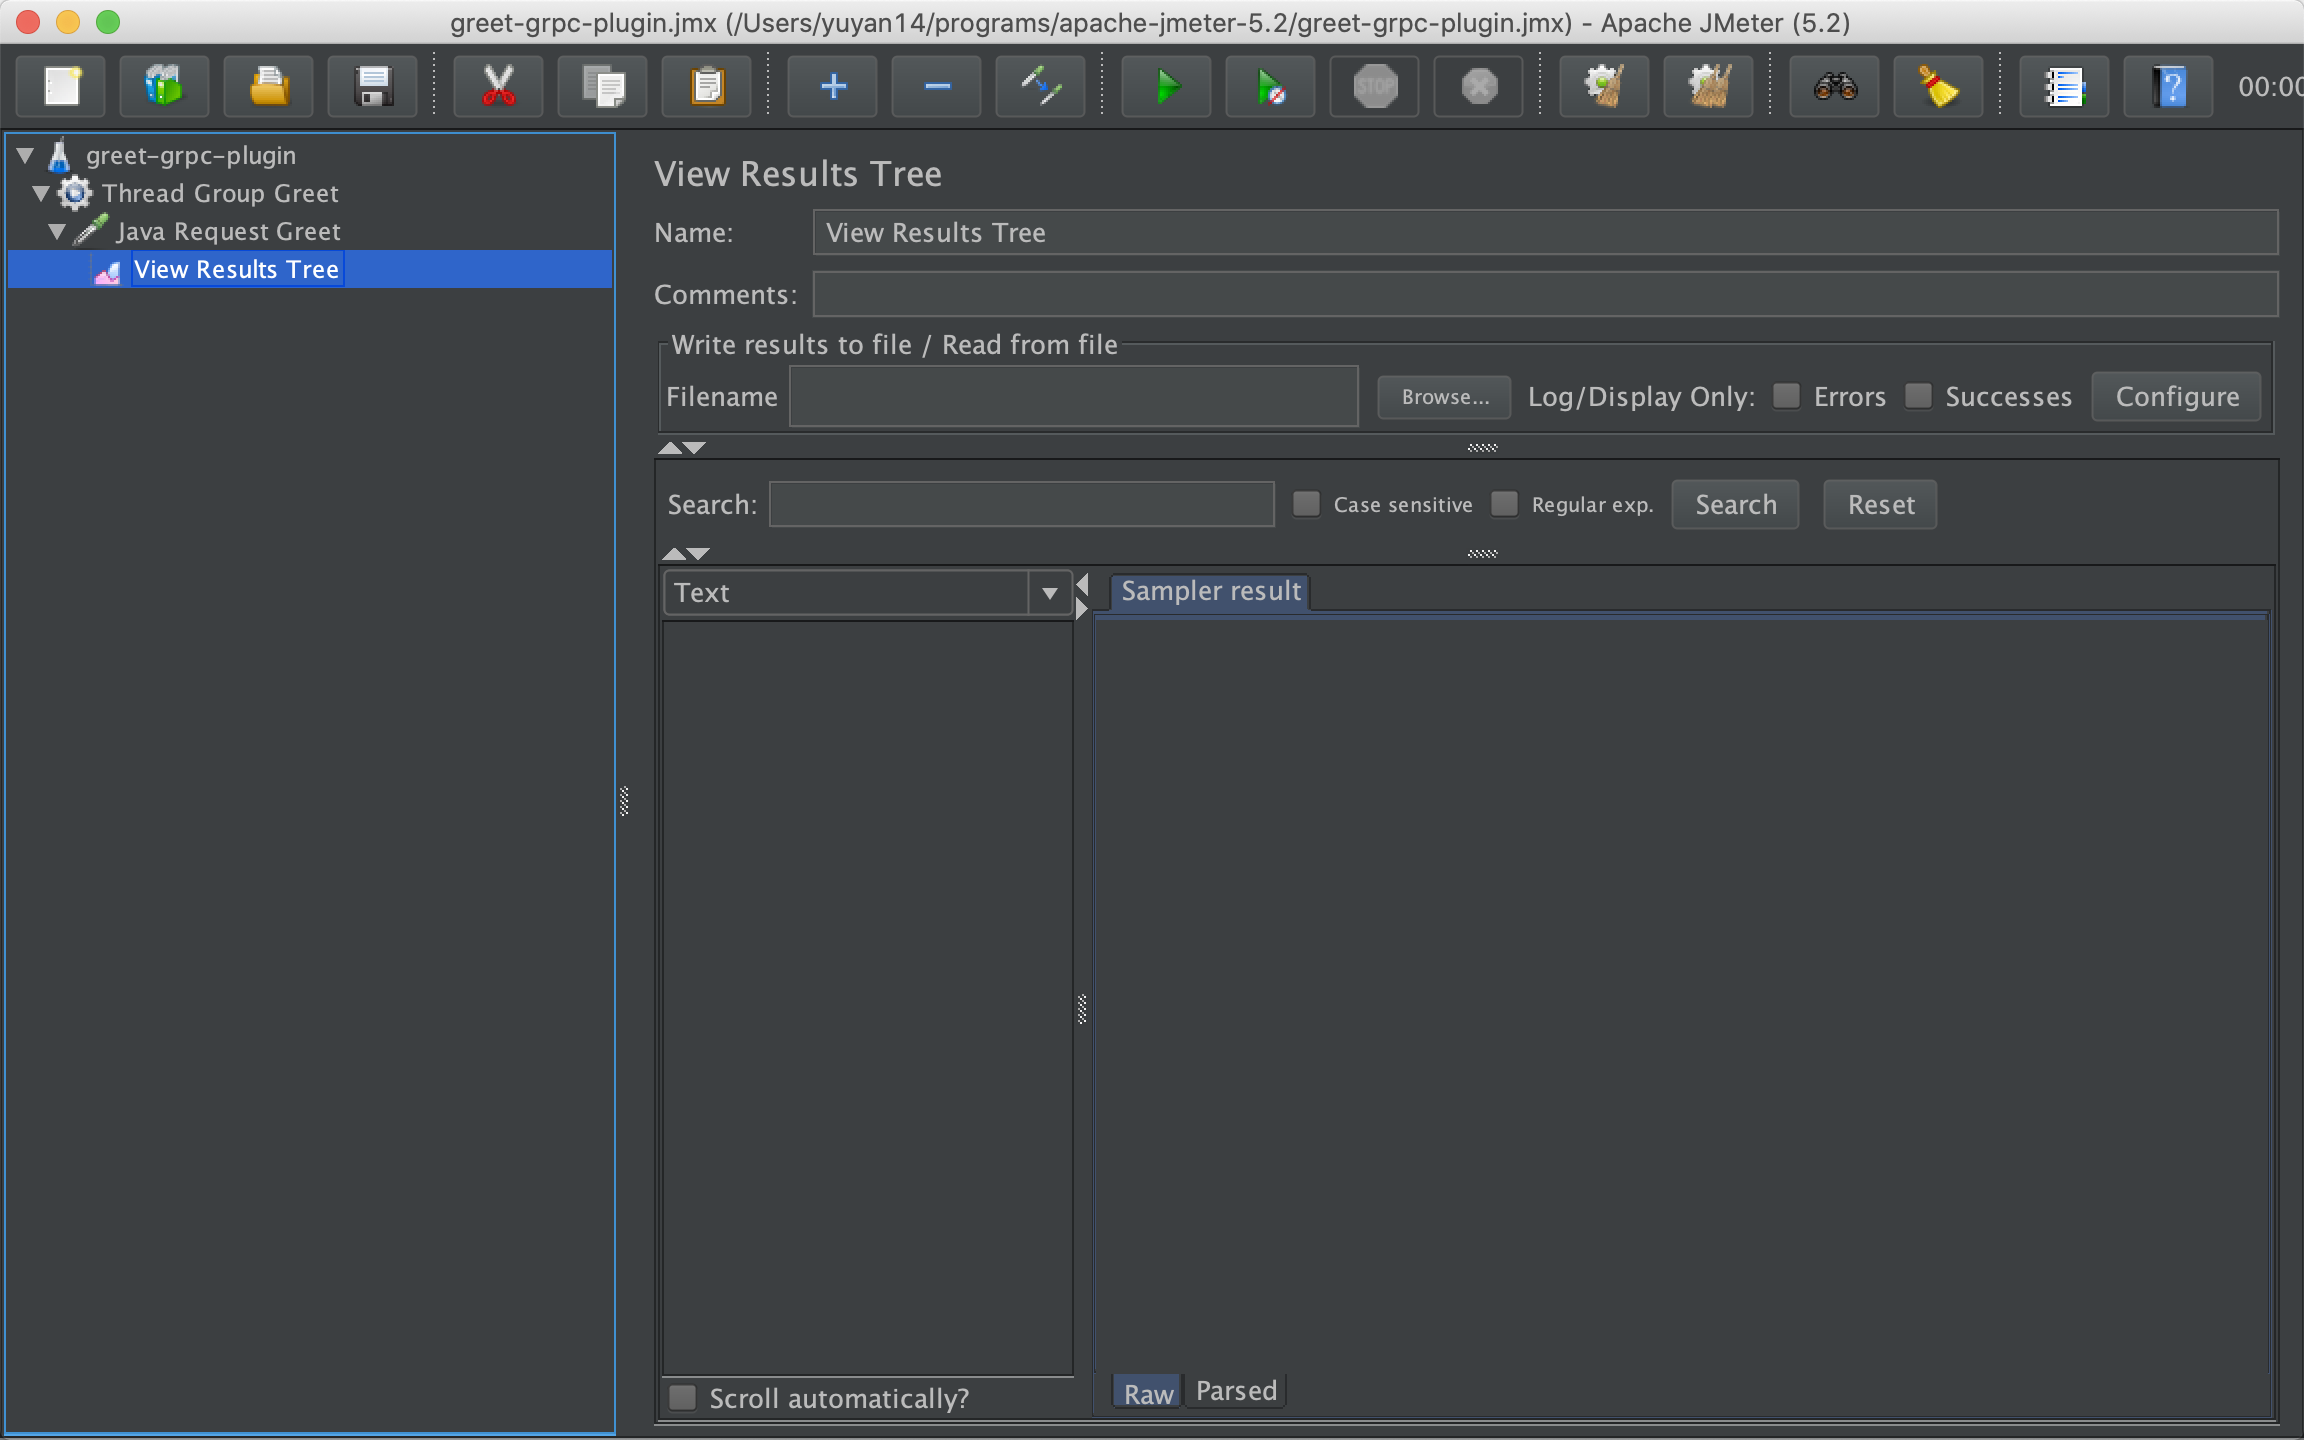 greet-grpc-plugin.jmx (/Users/yuyan14/programs/apache-jmeter-5.2/greet-grpc-plugin.jmx) - Apache JMeter (5.2)
STOP
?
00:00
greet-grpc-plugin
Thread Group Greet
Java Request Greet
View Results Tree
View Results Tree
Name: View Results Tree
Comments:
Write results to file / Read from file
Filename Browse... Log/Display Only: Errors Successes Configure
Search: Case sensitive Regular exp. Search Reset
Text
Sampler result
Scroll automatically?
Raw Parsed